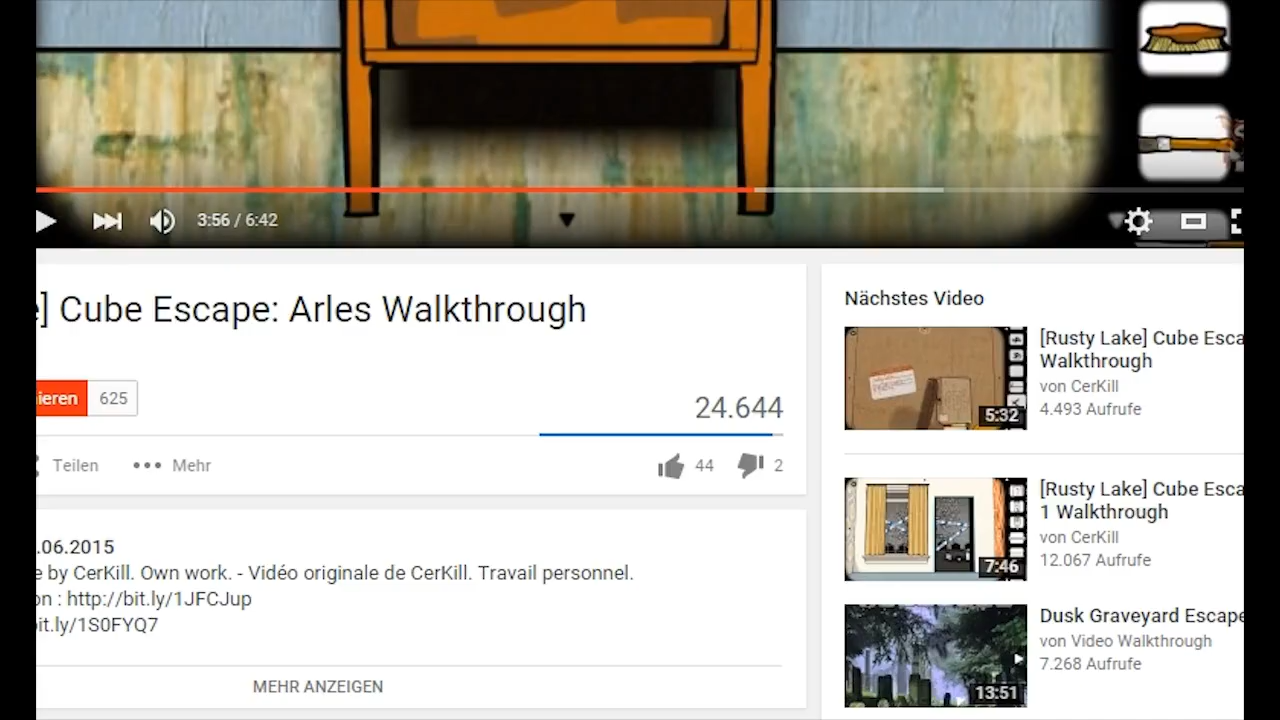 3:56 / 6:42
e] Cube Escape: Arles Walkthrough
ieren 625
24.644
Teilen ••• Mehr
44 2
.06.2015
e by CerKill. Own work. - Vidéo originale de CerKill. Travail personnel.
on : http://bit.ly/1JFCJup
bit.ly/1S0FYQ7
MEHR ANZEIGEN
Nächstes Video
[Rusty Lake] Cube Esca
Walkthrough
von CerKill
4.493 Aufrufe
5:32
[Rusty Lake] Cube Esca
1 Walkthrough
von CerKill
12.067 Aufrufe
7:46
Dusk Graveyard Escape
von Video Walkthrough
7.268 Aufrufe
13:51